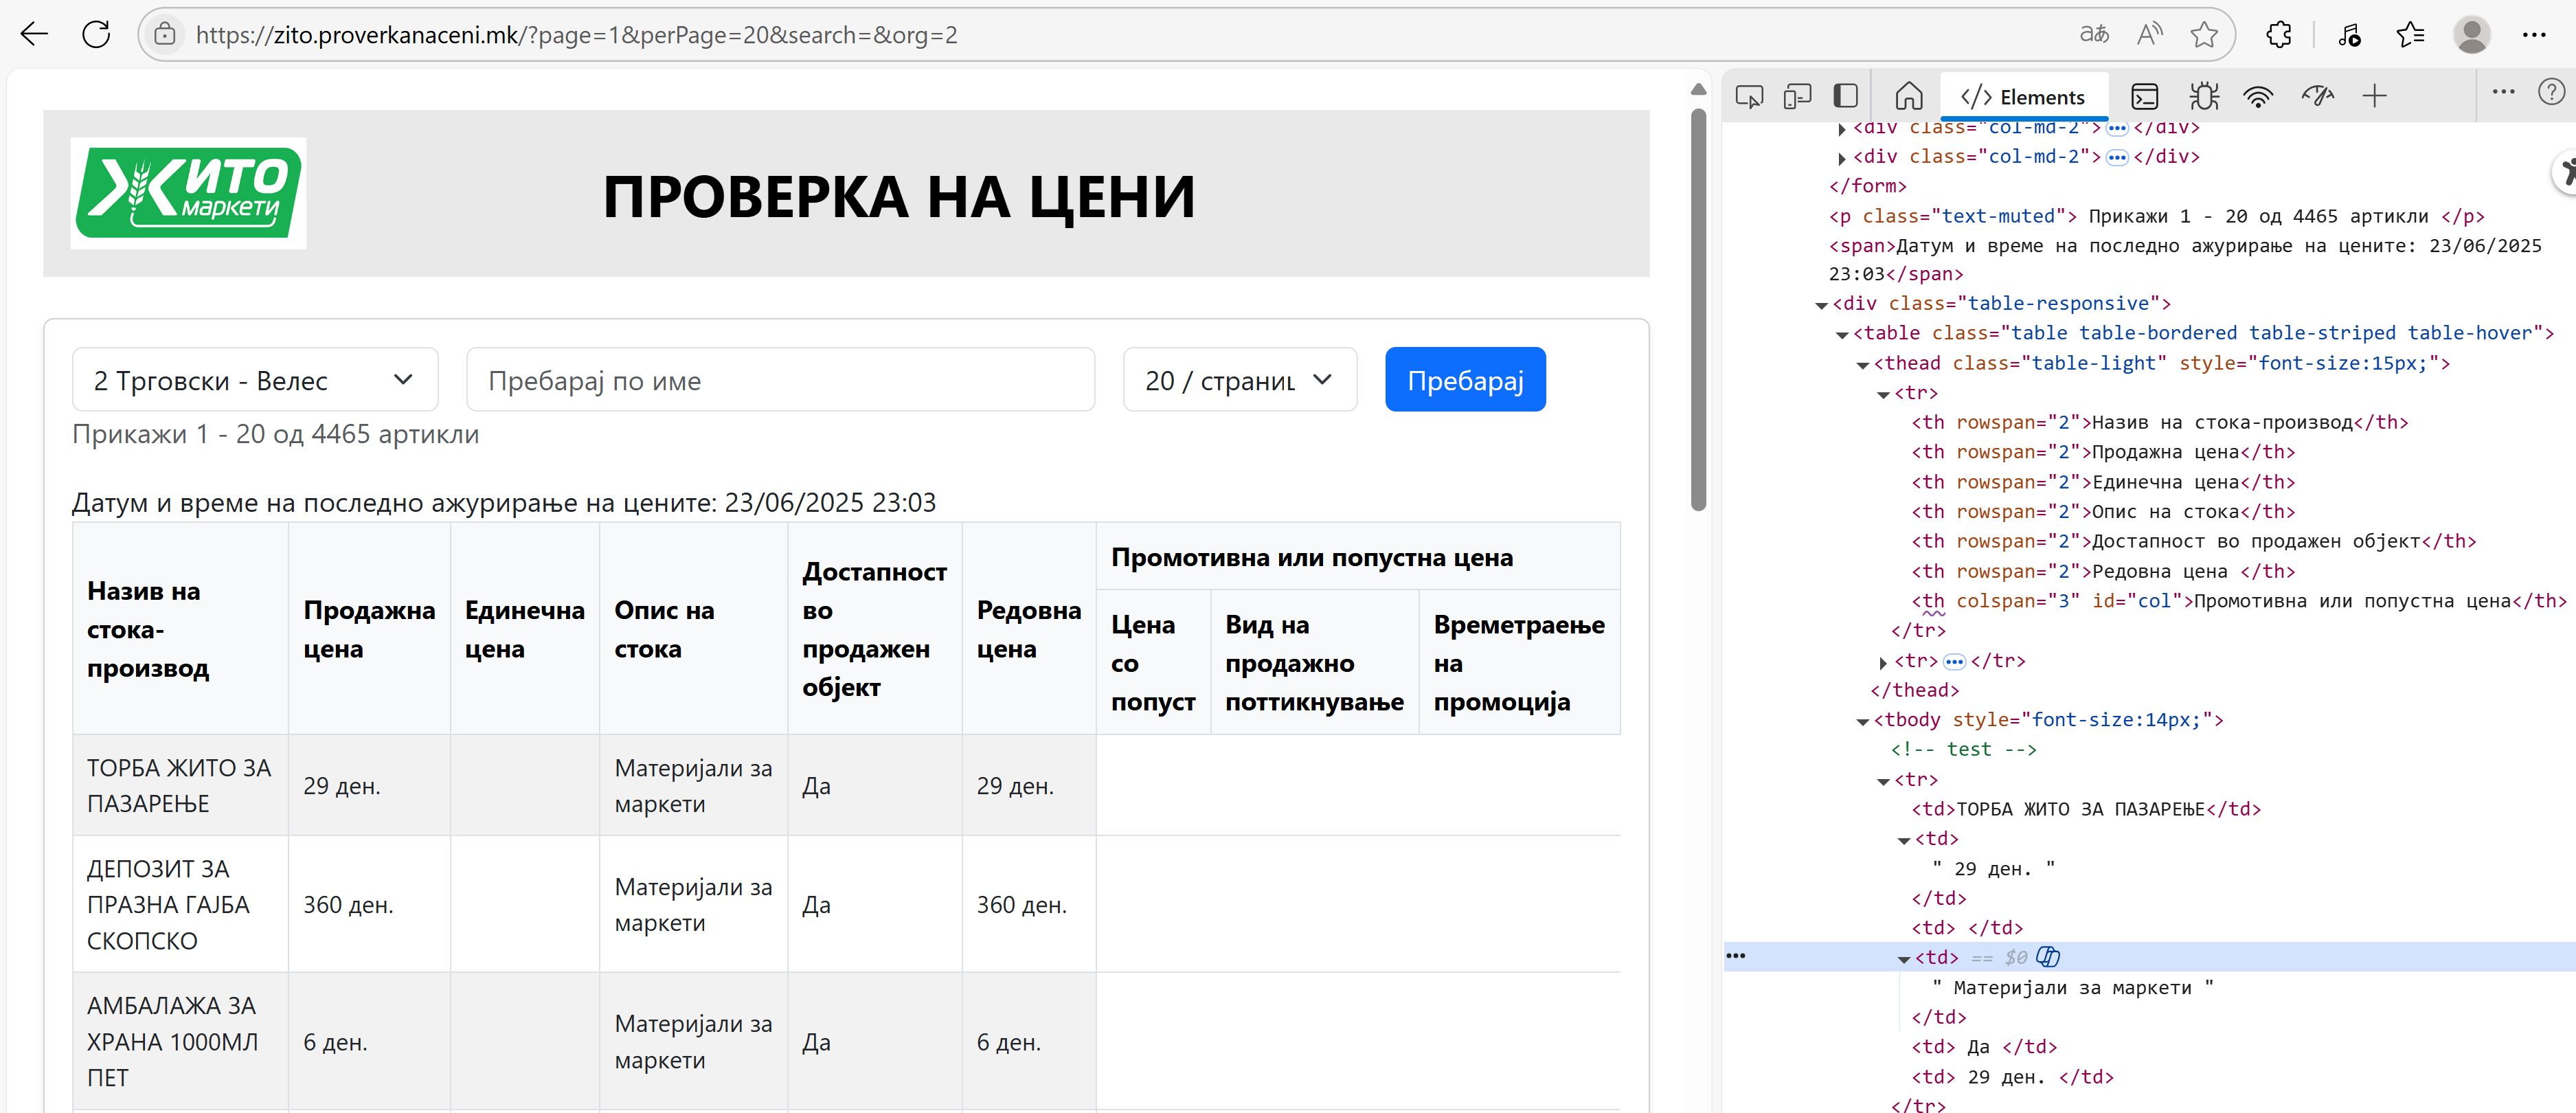 https://zito.proverkanaceni.mk/?page=1&perPage=20&search=&org=2
ЖИТО
маркети
ПРОВЕРКА НА ЦЕНИ
2 Трговски - Велес
Пребарај по име
20 / страниц
Пребарај
Прикажи 1 - 20 од 4465 артикли
Датум и време на последно ажурирање на цените: 23/06/2025 23:03
Назив на
стока-
производ
Продажна
цена
Единечна
цена
Опис на
стока
Достапност
во
продажен
објект
Редовна
цена
Промотивна или попустна цена
Цена
со
попуст
Вид на
продажно
поттикнување
Времетраење
на
промоција
ТОРБА ЖИТО ЗА
ПАЗАРЕЊЕ
29 ден.
Материјали за
маркети
Да
29 ден.
ДЕПОЗИТ ЗА
ПРАЗНА ГАЈБА
СКОПСКО
360 ден.
Материјали за
маркети
Да
360 ден.
АМБАЛАЖА ЗА
ХРАНА 1000МЛ
ПЕТ
6 ден.
Материјали за
маркети
Да
6 ден.
Elements
<div class="col-md-2"> ••• </div>
<div class="col-md-2"> ••• </div>
</form>
<p class="text-muted"> Прикажи 1 - 20 од 4465 артикли </p>
<span>Датум и време на последно ажурирање на цените: 23/06/2025
23:03</span>
<div class="table-responsive">
<table class="table table-bordered table-striped table-hover">
<thead class="table-light" style="font-size:15px;">
<tr>
<th rowspan="2">Назив на стока-производ</th>
<th rowspan="2">Продажна цена</th>
<th rowspan="2">Единечна цена</th>
<th rowspan="2">Опис на стока</th>
<th rowspan="2">Достапност во продажен објект</th>
<th rowspan="2">Редовна цена </th>
<th colspan="3" id="col">Промотивна или попустна цена</th>
</tr>
<tr> ••• </tr>
</thead>
<tbody style="font-size:14px;">
<!-- test -->
<tr>
<td>ТОРБА ЖИТО ЗА ПАЗАРЕЊЕ</td>
<td>
" 29 ден. "
</td>
<td> </td>
<td> == $0
" Материјали за маркети "
</td>
<td> Да </td>
<td> 29 ден. </td>
</tr>